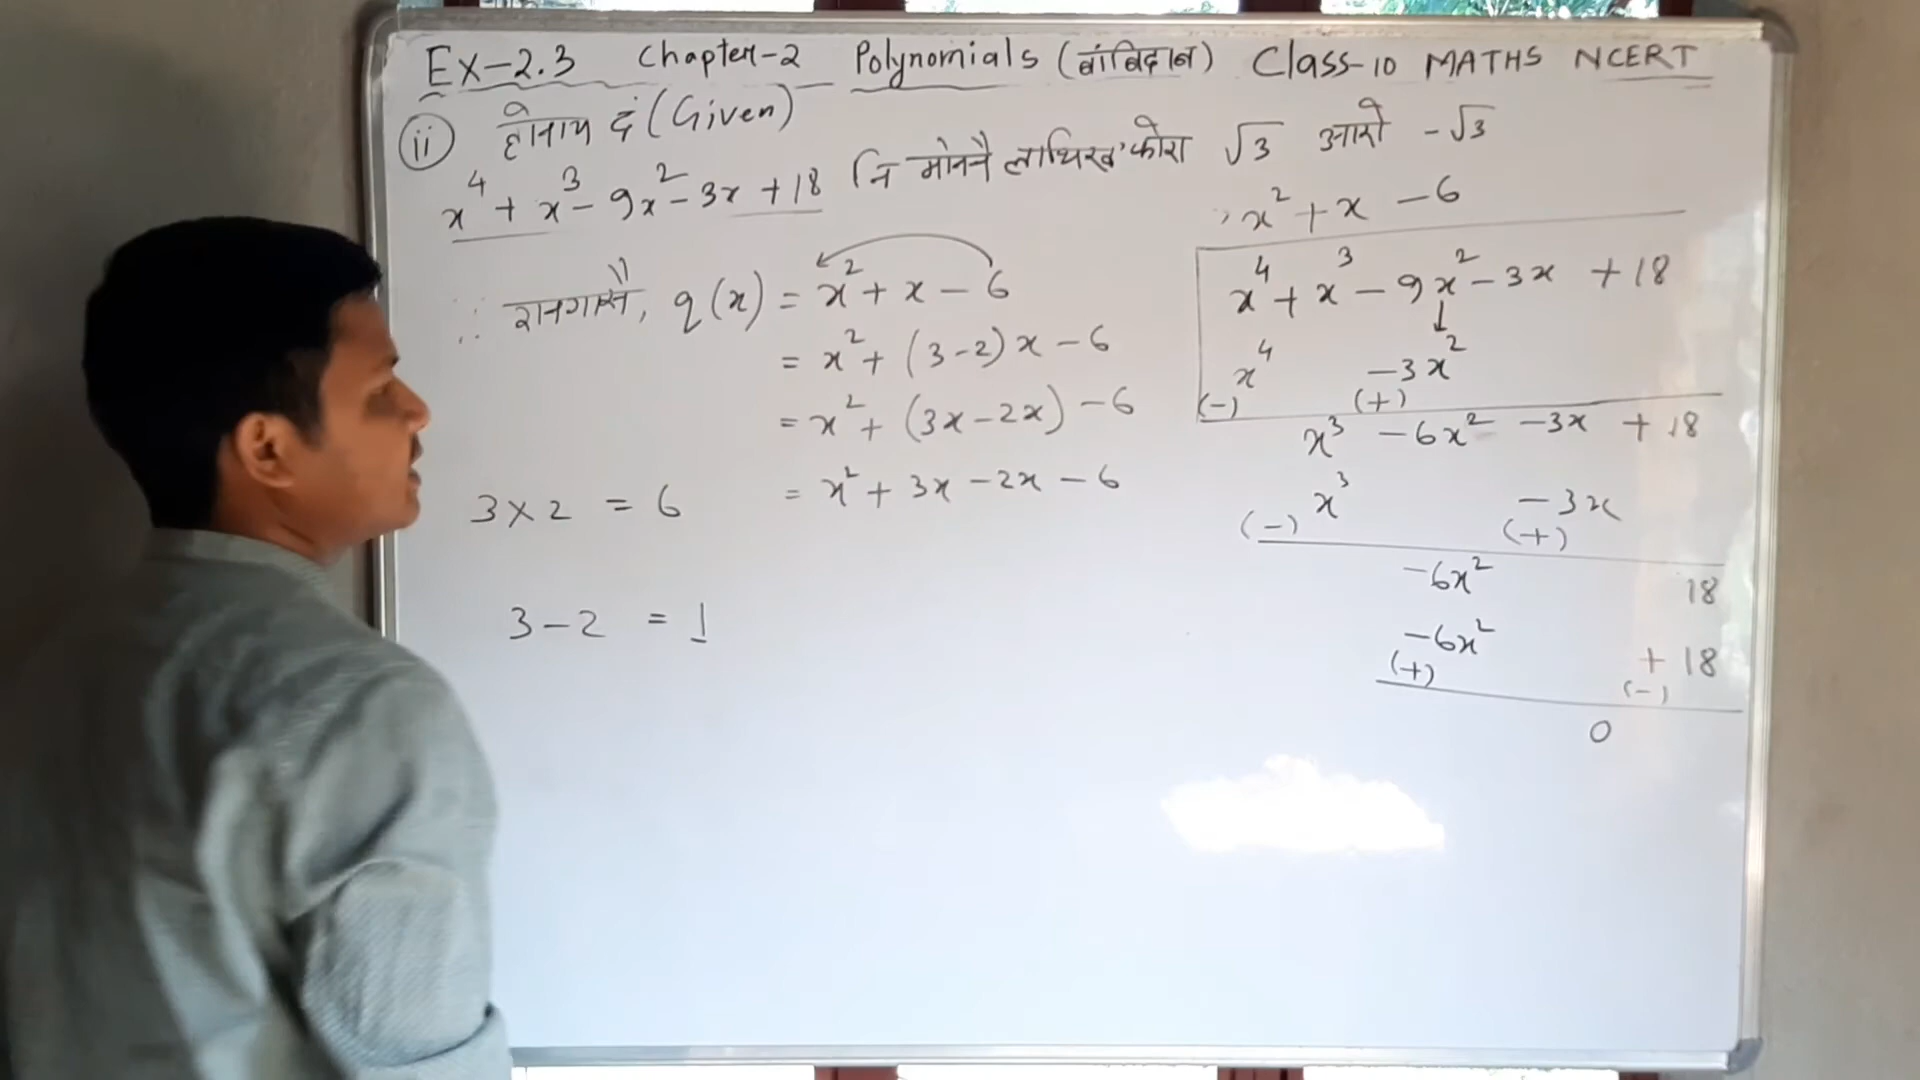 Ex-2.3 Chapter-2 Polynomials (बांबिदाब) Class-10 MATHS NCERT
(ii) होनाय दं (Given)
x⁴ + x³ - 9x² - 3x + 18 नि मोननै लाथिख'फोरा √3 आरो -√3
∴ रानगासै, q(x) = x² + x - 6
= x² + (3-2)x - 6
= x² + (3x-2x) - 6
= x² + 3x - 2x - 6
3 × 2 = 6
3 - 2 = 1
x² + x - 6
x⁴ + x³ - 9x² - 3x + 18
x⁴ -3x²
(-) (+)
x³ - 6x² - 3x + 18
x³ -3x
(-) (+)
-6x² 18
-6x² + 18
(+) (-)
0